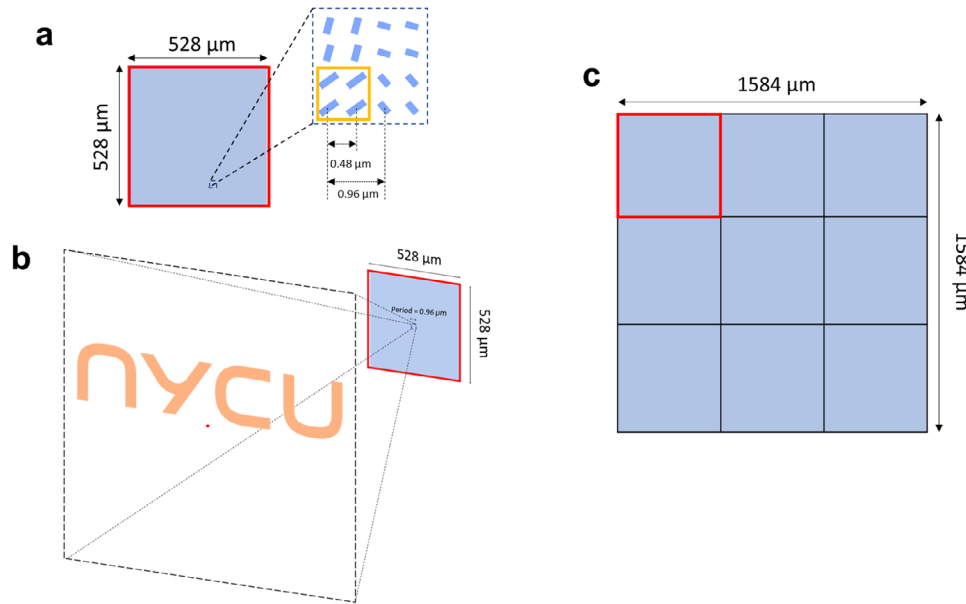 a
528 µm
528 µm
0.48 µm
0.96 µm
b
528 µm
Period = 0.96 µm
528 µm
NYCU
c
1584 µm
1584 µm